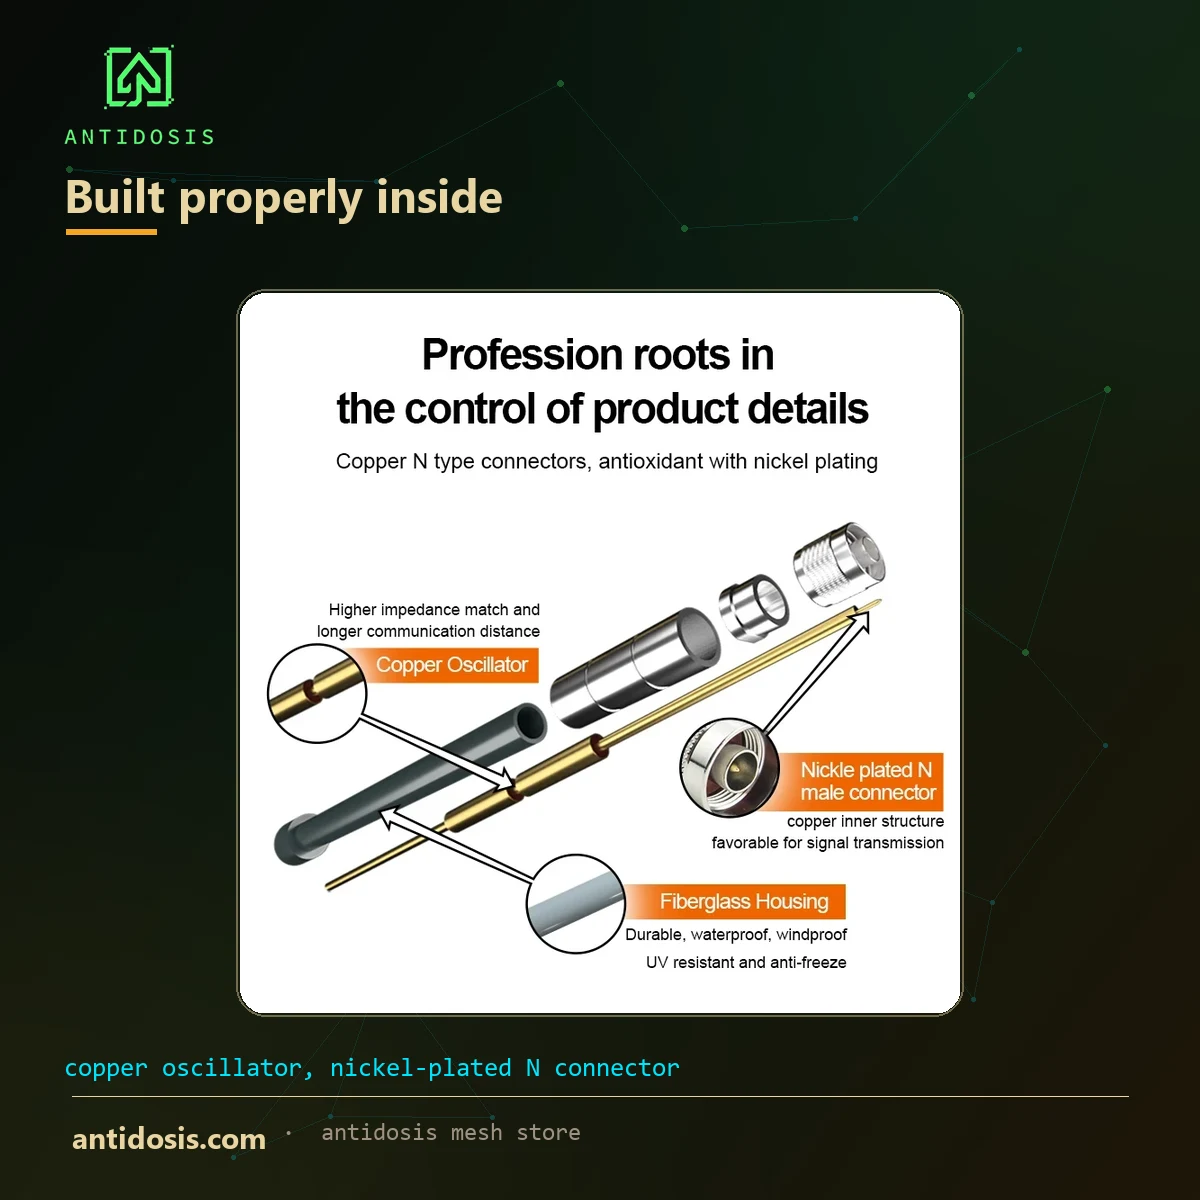 ANTIDOSIS
Built properly inside
Profession roots in
the control of product details
Copper N type connectors, antioxidant with nickel plating
Higher impedance match and
longer communication distance
Copper Oscillator
Nickle plated N
male connector
copper inner structure
favorable for signal transmission
Fiberglass Housing
Durable, waterproof, windproof
UV resistant and anti-freeze
copper oscillator, nickel-plated N connector
antidosis.com · antidosis mesh store